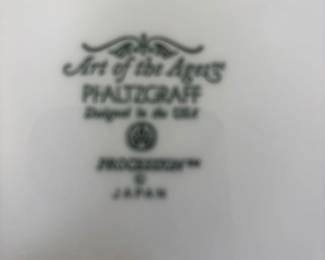 Art of the Ages
PFALTZGRAFF
Designed in the USA
PROCESSION™
©
JAPAN